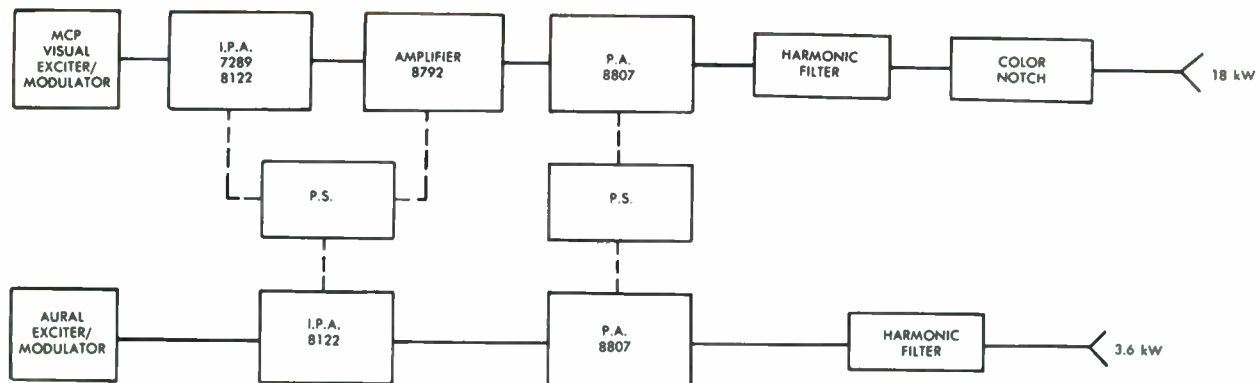 MCP
VISUAL
EXCITER/
MODULATOR
I.P.A.
7289
8122
AMPLIFIER
8792
P.A.
8807
HARMONIC
FILTER
COLOR
NOTCH
18 kW
P.S.
P.S.
AURAL
EXCITER/
MODULATOR
I.P.A.
8122
P.A.
8807
HARMONIC
FILTER
3.6 kW